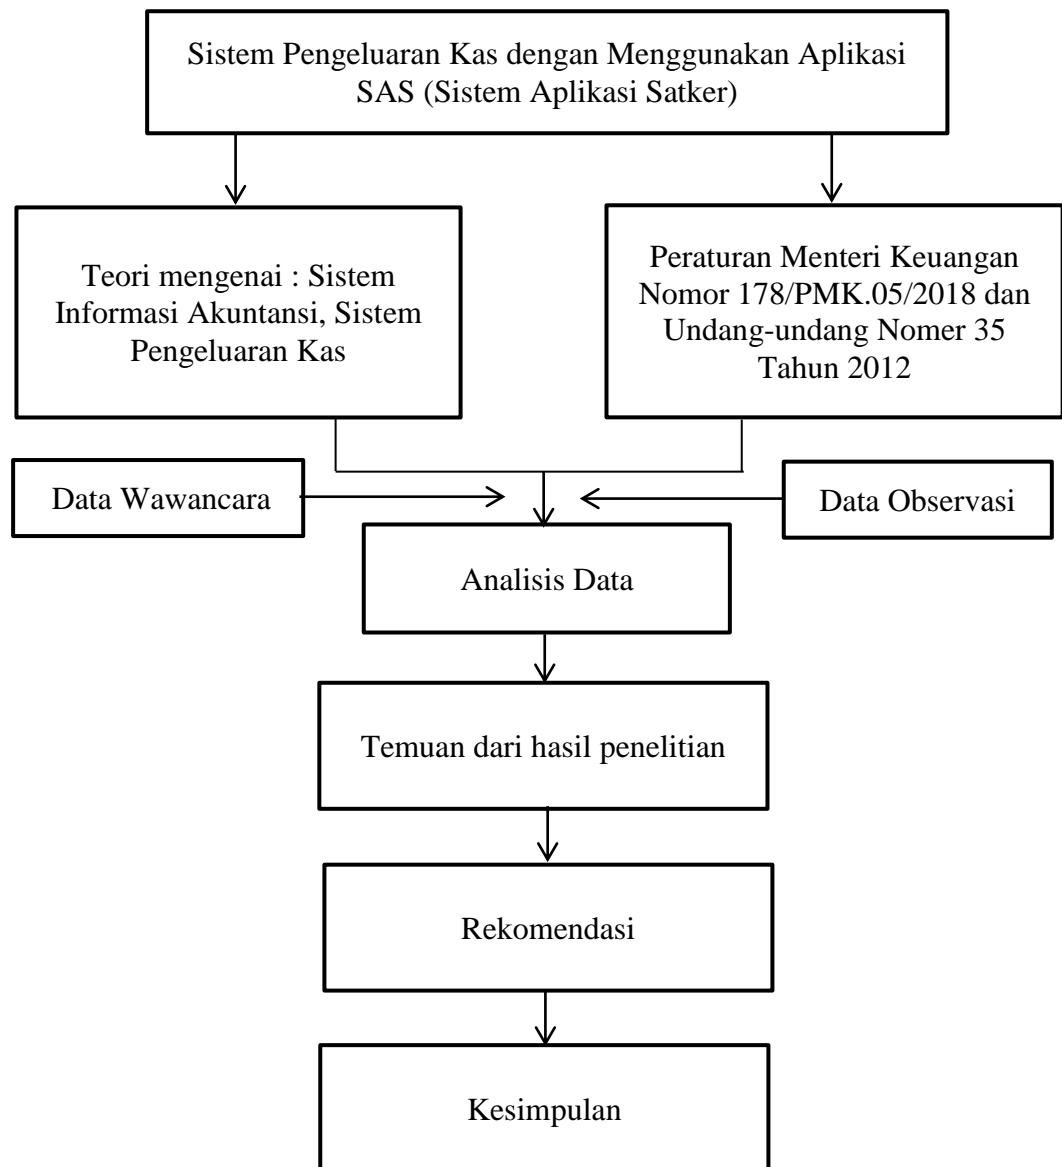 Sistem Pengeluaran Kas dengan Menggunakan Aplikasi
SAS (Sistem Aplikasi Satker)
Teori mengenai : Sistem
Informasi Akuntansi, Sistem
Pengeluaran Kas
Peraturan Menteri Keuangan
Nomor 178/PMK.05/2018 dan
Undang-undang Nomer 35
Tahun 2012
Data Wawancara
Data Observasi
Analisis Data
Temuan dari hasil penelitian
Rekomendasi
Kesimpulan